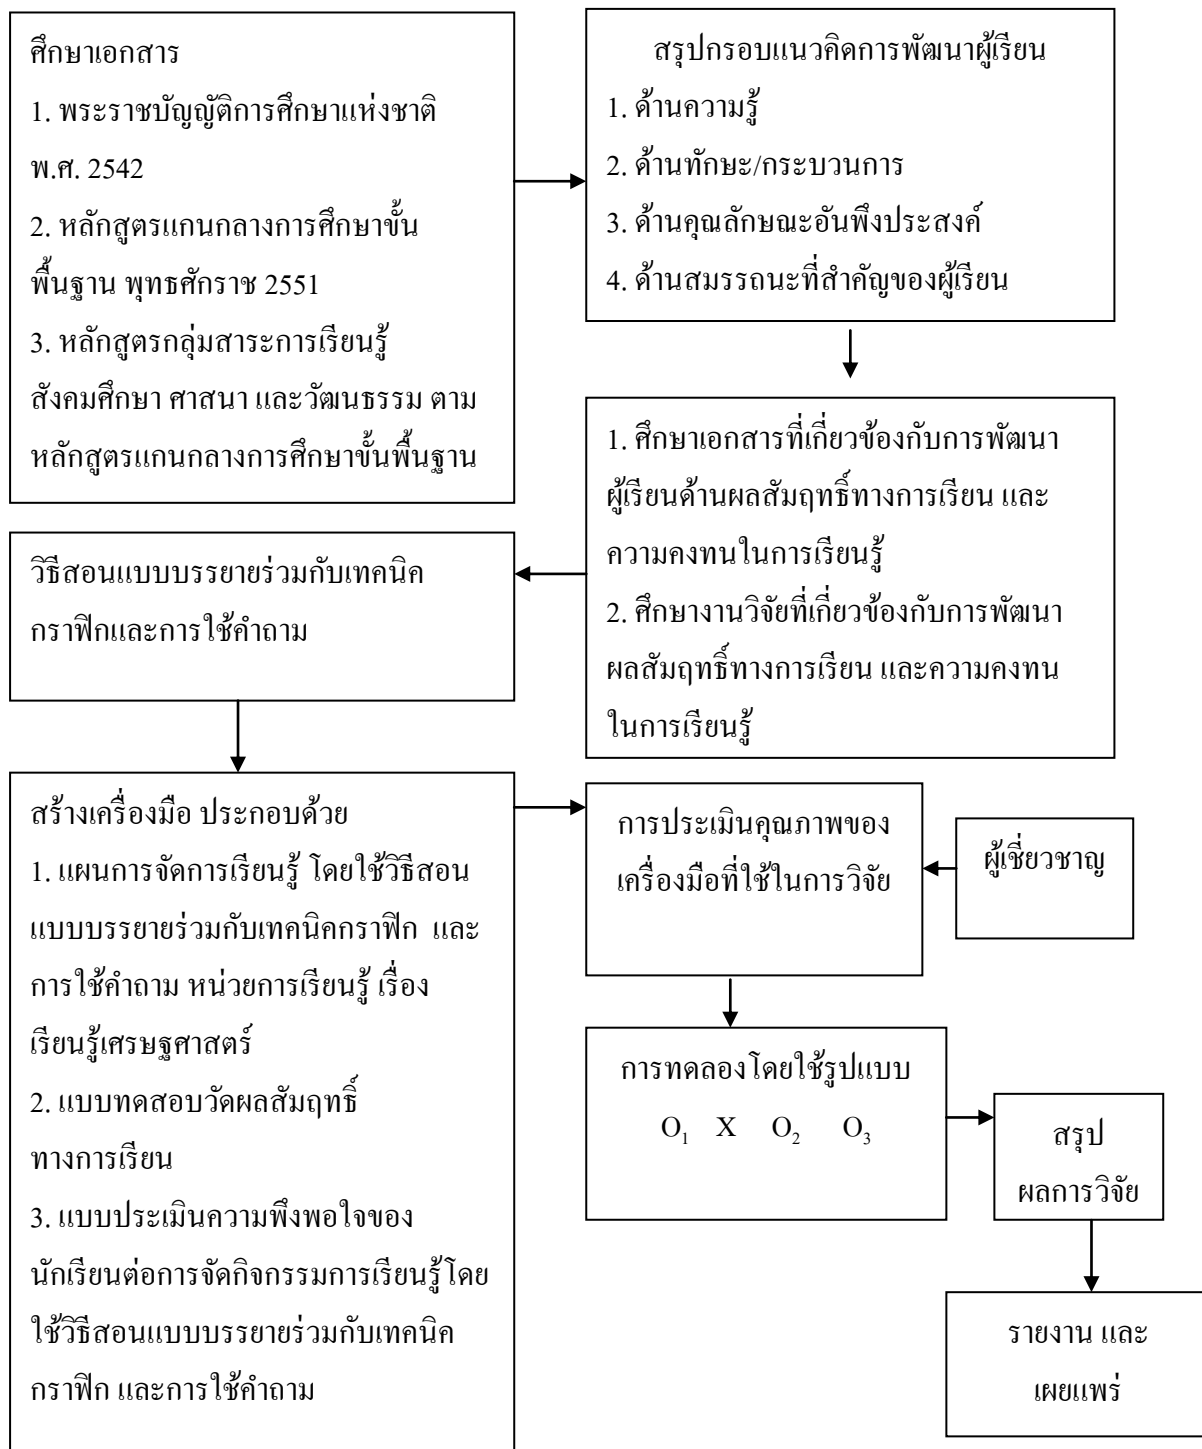 ศึกษาเอกสาร
1. พระราชบัญญัติการศึกษาแห่งชาติ
พ.ศ. 2542
2. หลักสูตรแกนกลางการศึกษาขั้น
พื้นฐาน พุทธศักราช 2551
3. หลักสูตรกลุ่มสาระการเรียนรู้
สังคมศึกษา ศาสนา และวัฒนธรรม ตาม
หลักสูตรแกนกลางการศึกษาขั้นพื้นฐาน
สรุปกรอบแนวคิดการพัฒนาผู้เรียน
1. ด้านความรู้
2. ด้านทักษะ/กระบวนการ
3. ด้านคุณลักษณะอันพึงประสงค์
4. ด้านสมรรถนะที่สำคัญของผู้เรียน
1. ศึกษาเอกสารที่เกี่ยวข้องกับการพัฒนา
ผู้เรียนด้านผลสัมฤทธิ์ทางการเรียน และ
ความคงทนในการเรียนรู้
2. ศึกษางานวิจัยที่เกี่ยวข้องกับการพัฒนา
ผลสัมฤทธิ์ทางการเรียน และความคงทน
ในการเรียนรู้
วิธีสอนแบบบรรยายร่วมกับเทคนิค
กราฟิกและการใช้คำถาม
สร้างเครื่องมือ ประกอบด้วย
1. แผนการจัดการเรียนรู้ โดยใช้วิธีสอน
แบบบรรยายร่วมกับเทคนิคกราฟิก และ
การใช้คำถาม หน่วยการเรียนรู้ เรื่อง
เรียนรู้เศรษฐศาสตร์
2. แบบทดสอบวัดผลสัมฤทธิ์
ทางการเรียน
3. แบบประเมินความพึงพอใจของ
นักเรียนต่อการจัดกิจกรรมการเรียนรู้โดย
ใช้วิธีสอนแบบบรรยายร่วมกับเทคนิค
กราฟิก และการใช้คำถาม
การประเมินคุณภาพของ
เครื่องมือที่ใช้ในการวิจัย
ผู้เชี่ยวชาญ
การทดลองโดยใช้รูปแบบ
O₁ X O₂ O₃
สรุป
ผลการวิจัย
รายงาน และ
เผยแพร่